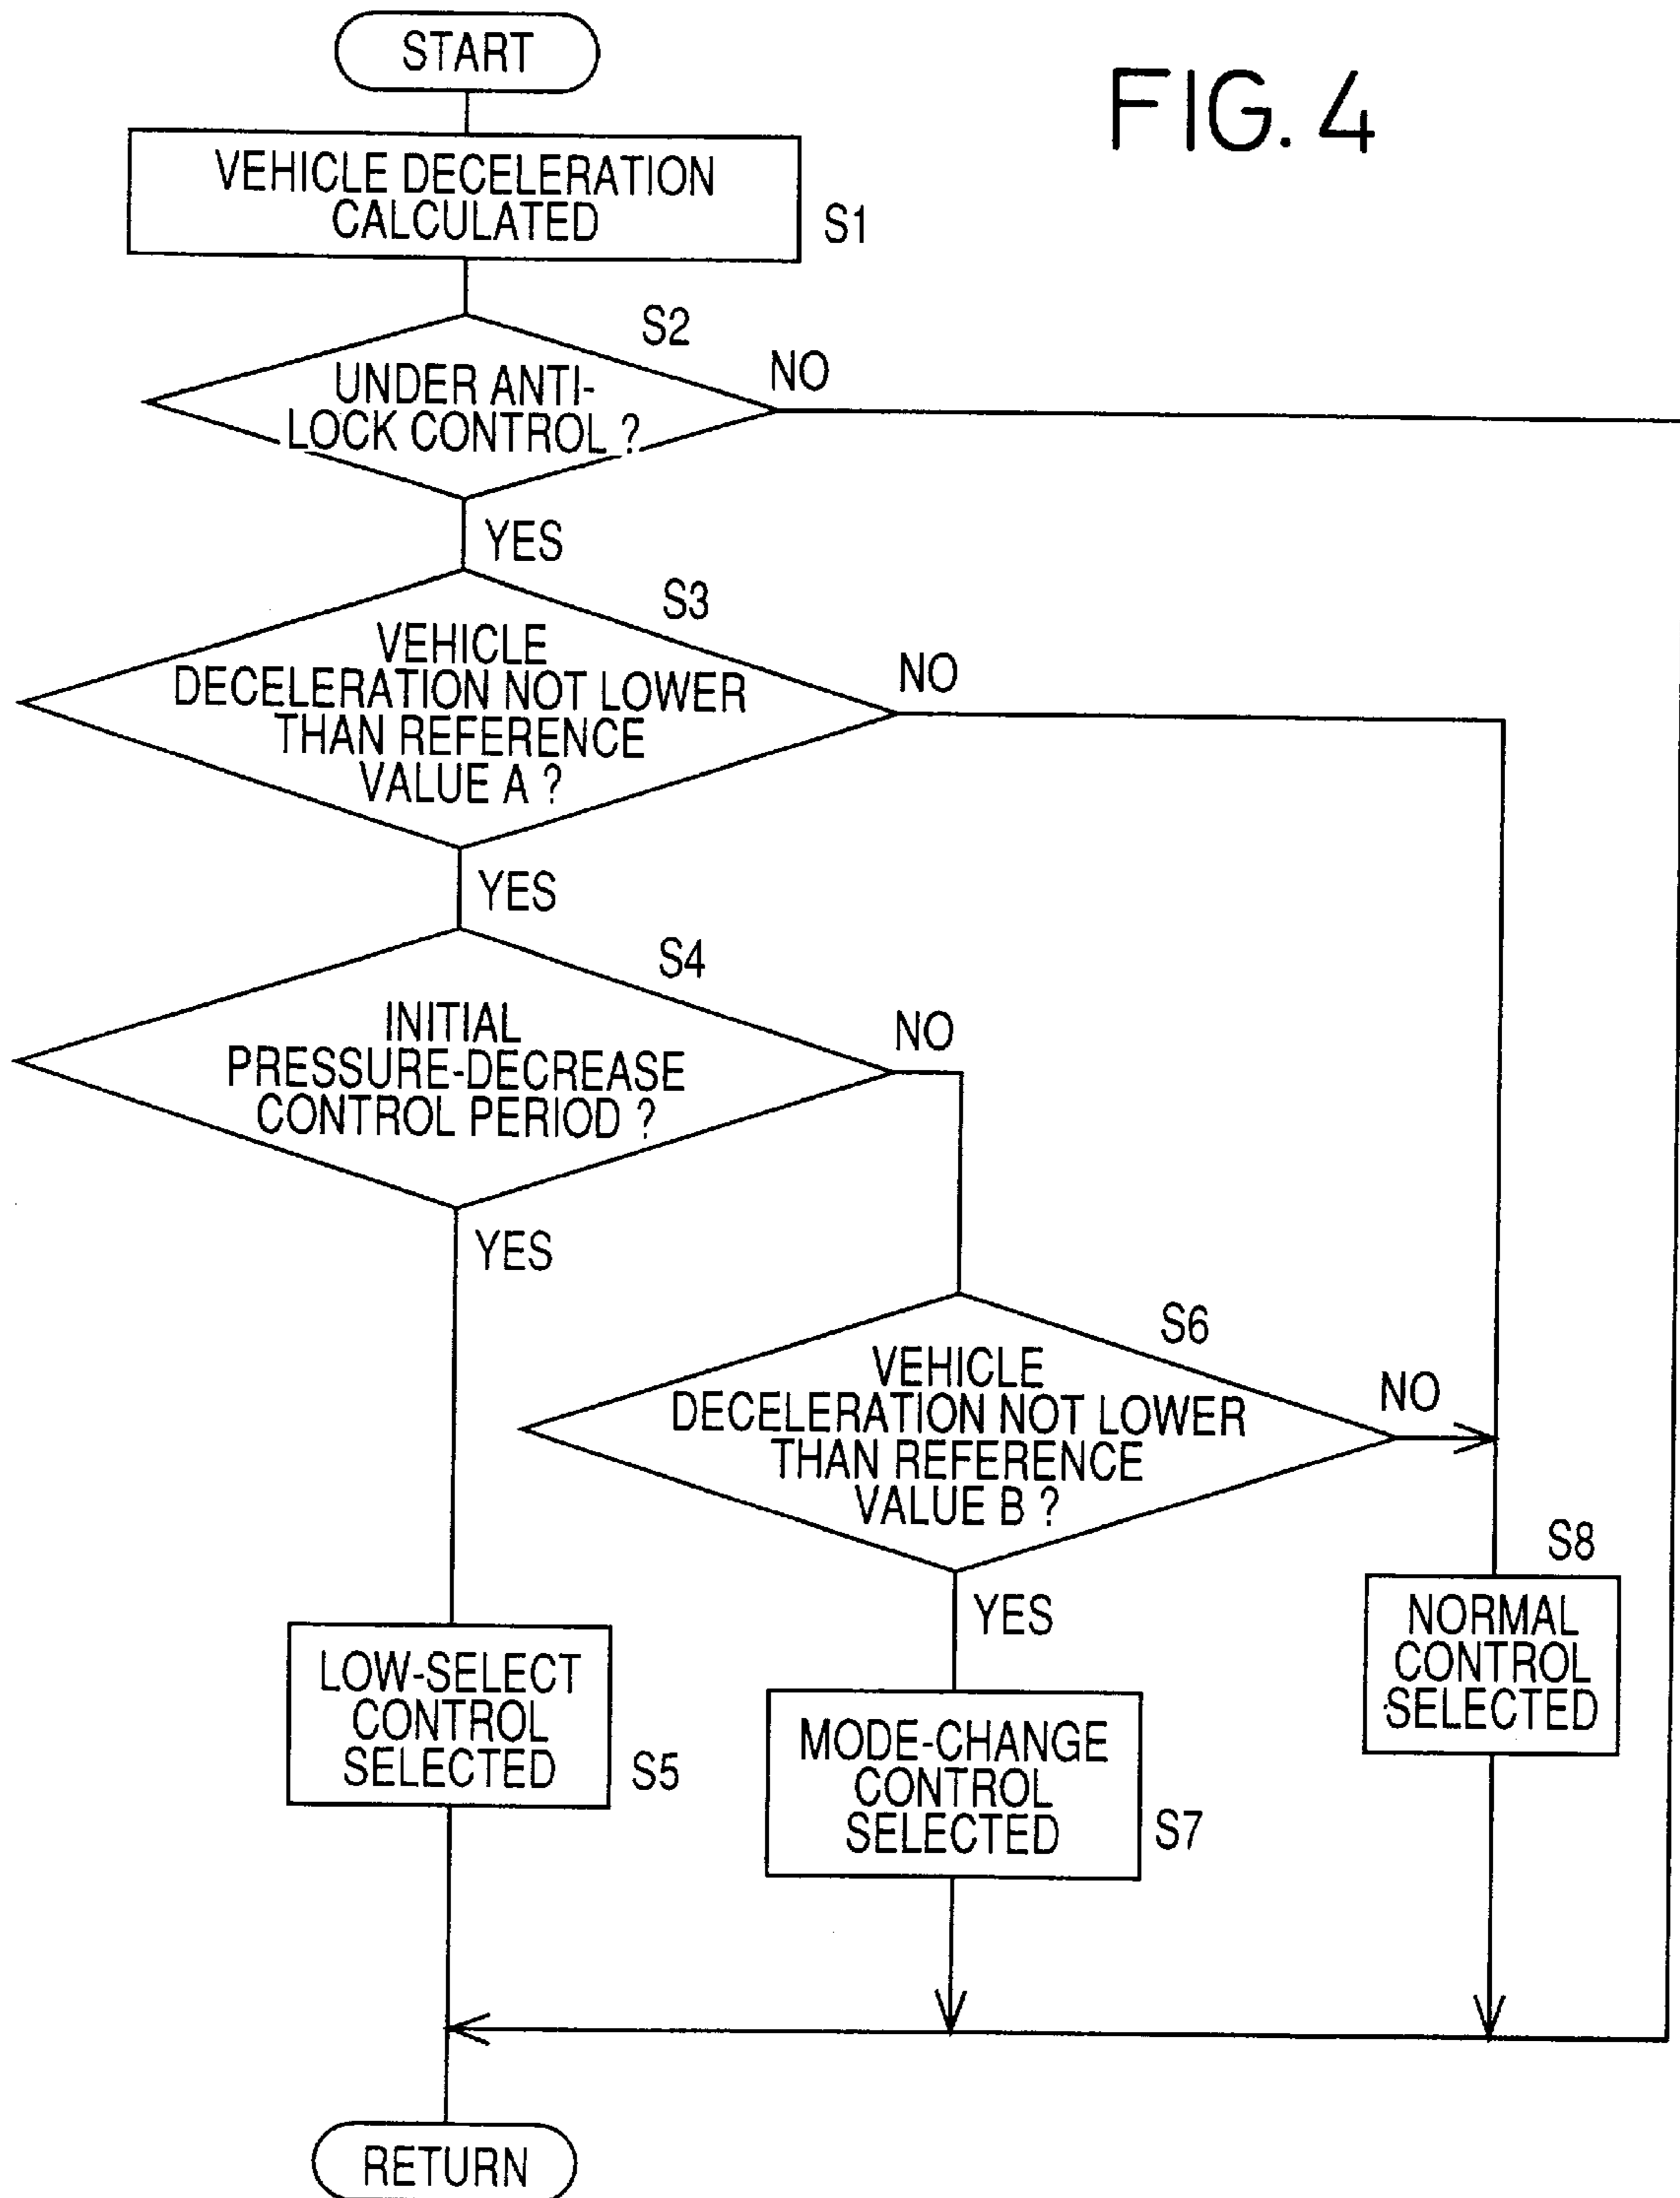 START
FIG. 4
VEHICLE DECELERATION
CALCULATED
S1
S2
UNDER ANTI-
LOCK CONTROL ?
NO
YES
S3
VEHICLE
DECELERATION NOT LOWER
THAN REFERENCE
VALUE A ?
NO
YES
S4
INITIAL
PRESSURE-DECREASE
CONTROL PERIOD ?
NO
YES
S6
VEHICLE
DECELERATION NOT LOWER
THAN REFERENCE
VALUE B ?
NO
YES
S8
NORMAL
CONTROL
SELECTED
LOW-SELECT
CONTROL
SELECTED
S5
MODE-CHANGE
CONTROL
SELECTED
S7
RETURN